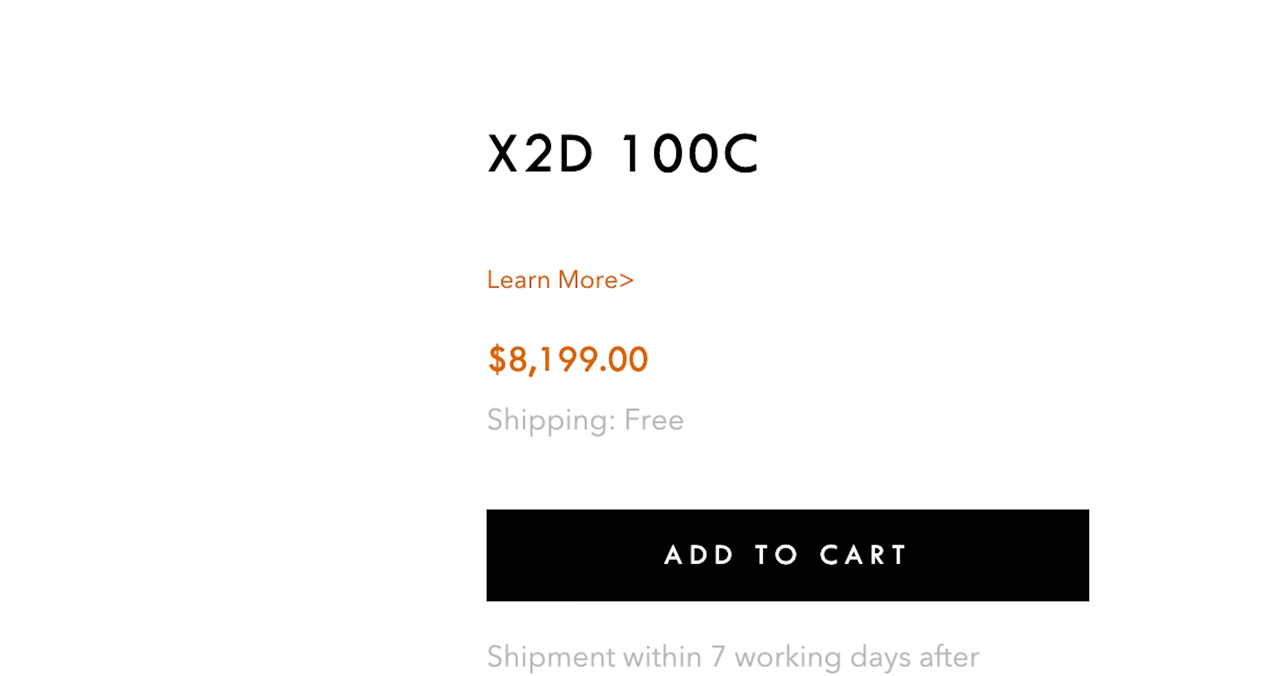 X2D 100C
Learn More>
$8,199.00
Shipping: Free
ADD TO CART
Shipment within 7 working days after